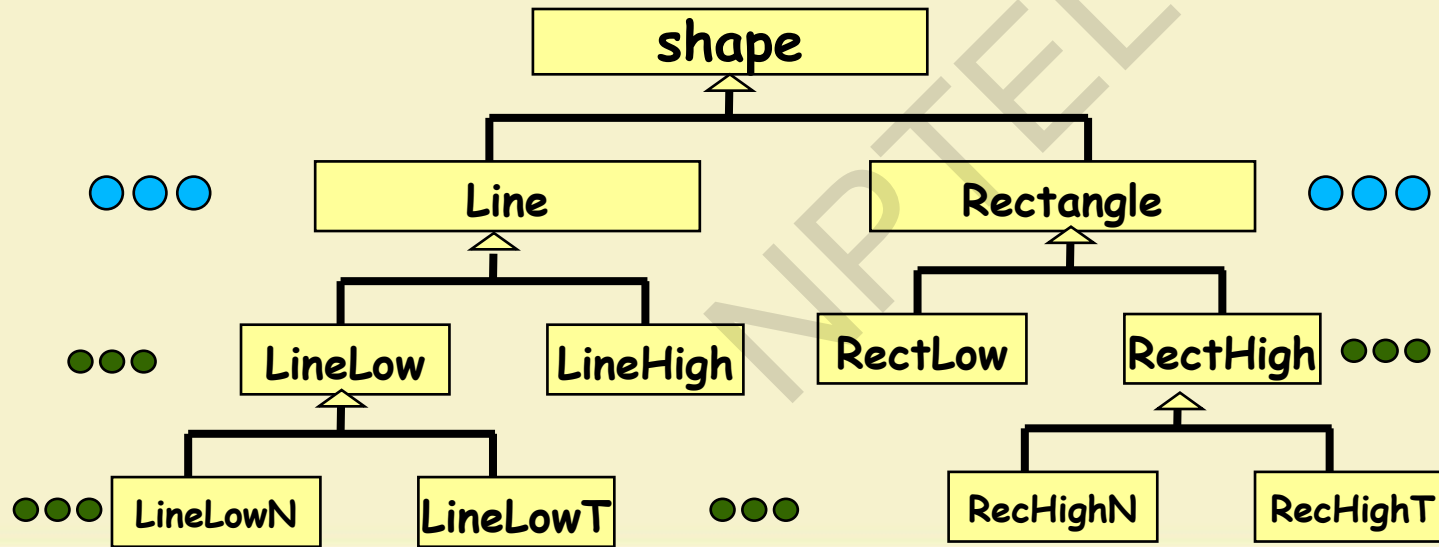 shape
Line
Rectangle
LineLow
LineHigh
RectLow
RectHigh
LineLowN
LineLowT
RecHighN
RecHighT
NPTEL